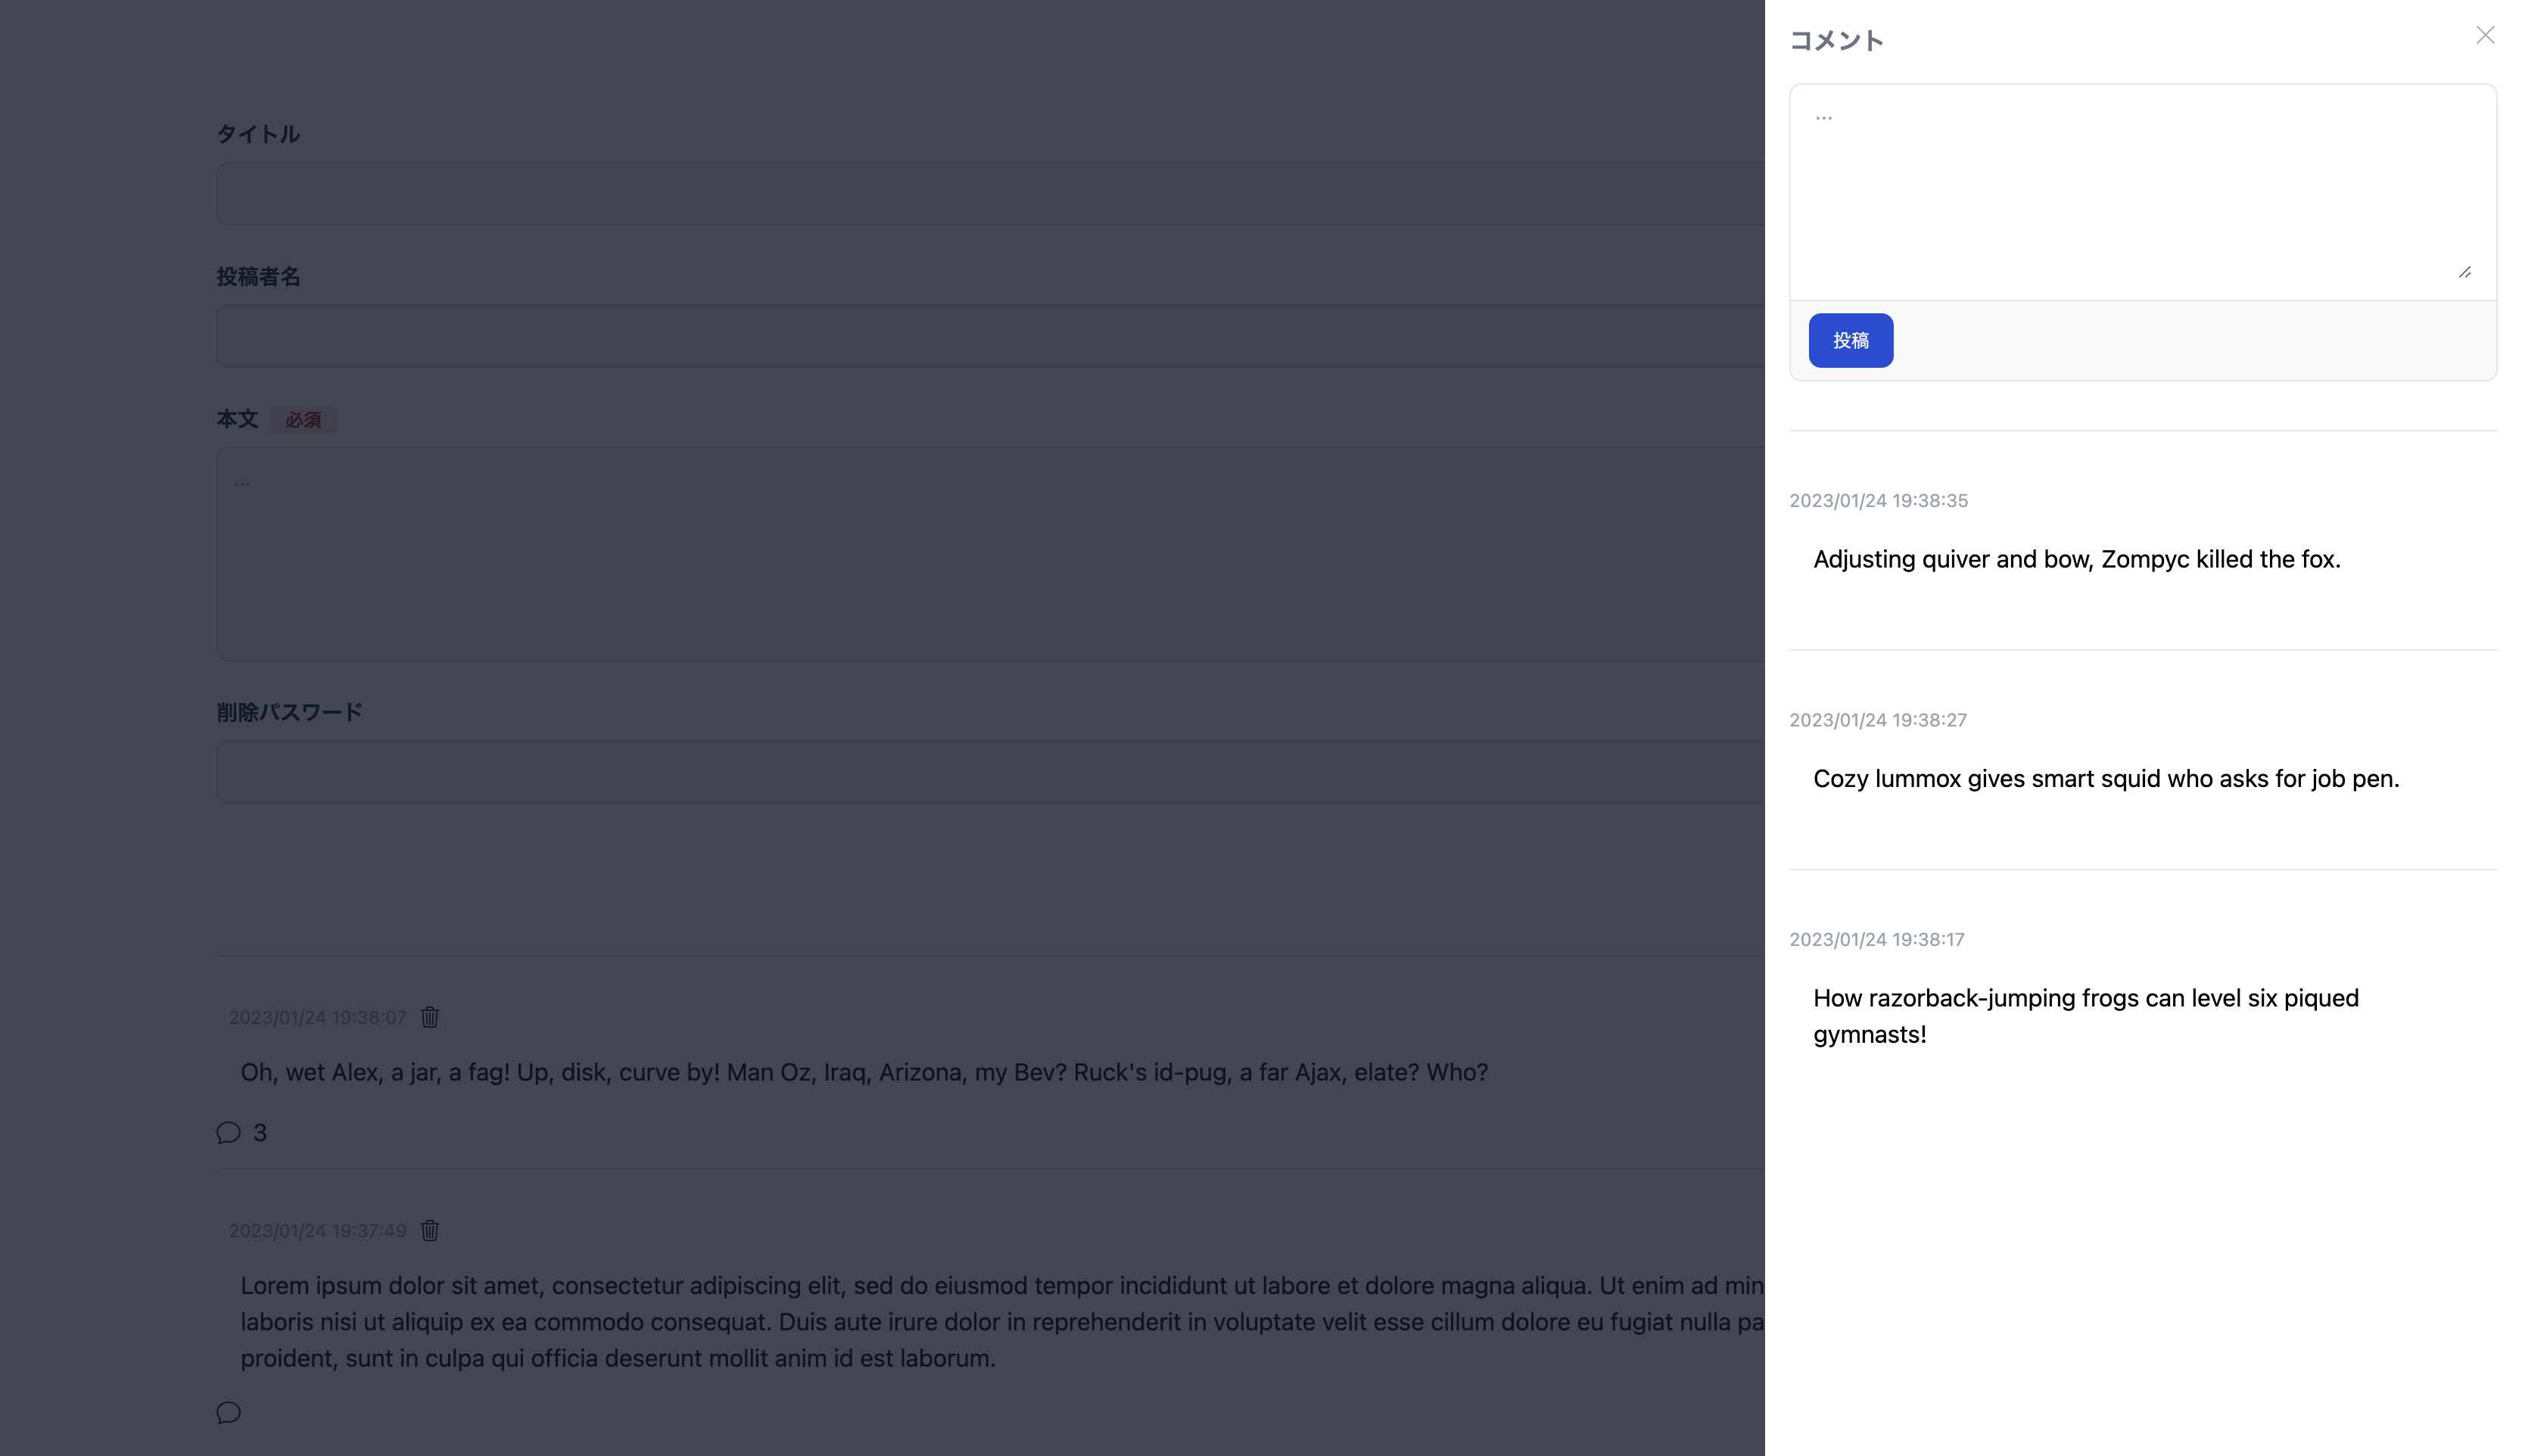 タイトル
投稿者名
本文 必須
...
削除パスワード
2023/01/24 19:38:07
Oh, wet Alex, a jar, a fag! Up, disk, curve by! Man Oz, Iraq, Arizona, my Bev? Ruck's id-pug, a far Ajax, elate? Who?
3
2023/01/24 19:37:49
Lorem ipsum dolor sit amet, consectetur adipiscing elit, sed do eiusmod tempor incididunt ut labore et dolore magna aliqua. Ut enim ad min
laboris nisi ut aliquip ex ea commodo consequat. Duis aute irure dolor in reprehenderit in voluptate velit esse cillum dolore eu fugiat nulla pa
proident, sunt in culpa qui officia deserunt mollit anim id est laborum.
コメント
...
投稿
2023/01/24 19:38:35
Adjusting quiver and bow, Zompyc killed the fox.
2023/01/24 19:38:27
Cozy lummox gives smart squid who asks for job pen.
2023/01/24 19:38:17
How razorback-jumping frogs can level six piqued
gymnasts!